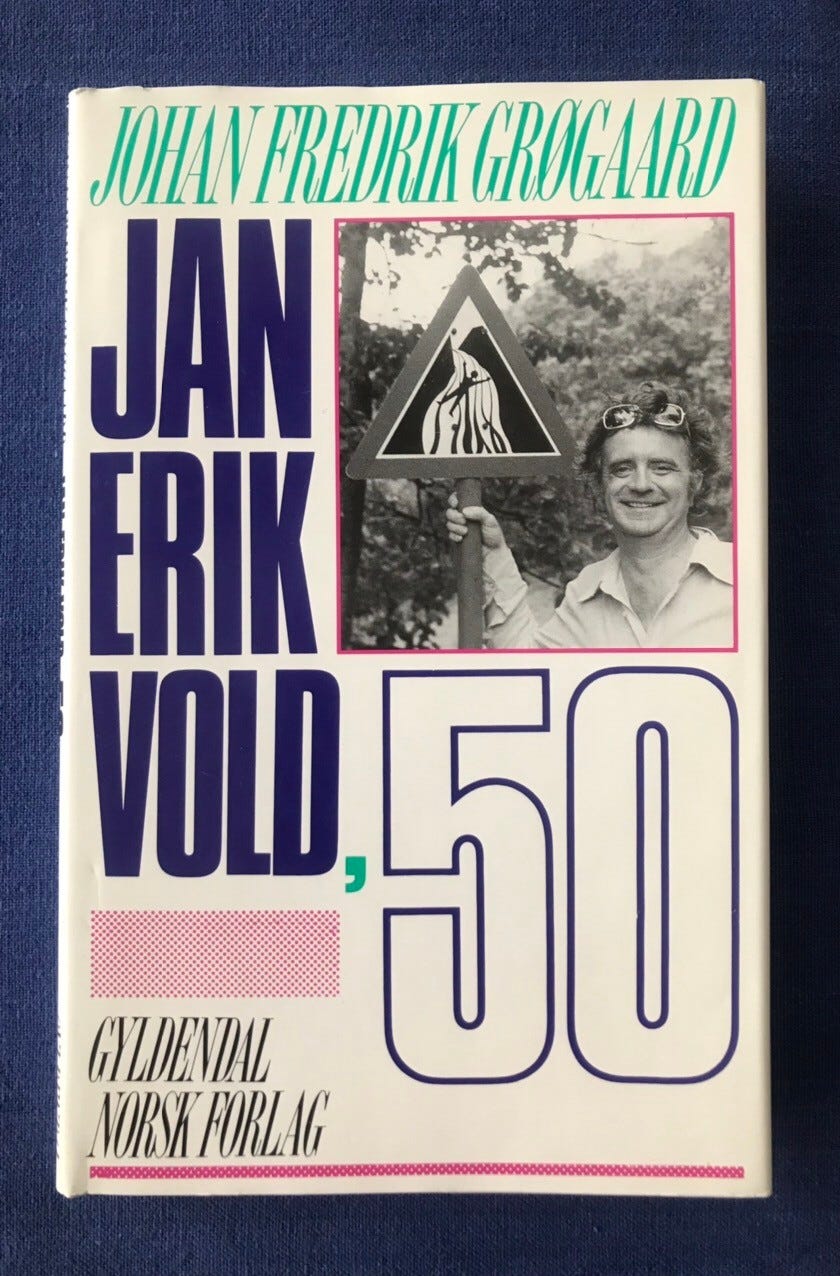 JOHAN FREDRIK GRØGAARD
JAN
ERIK
VOLD, 50
GYLDENDAL
NORSK FORLAG